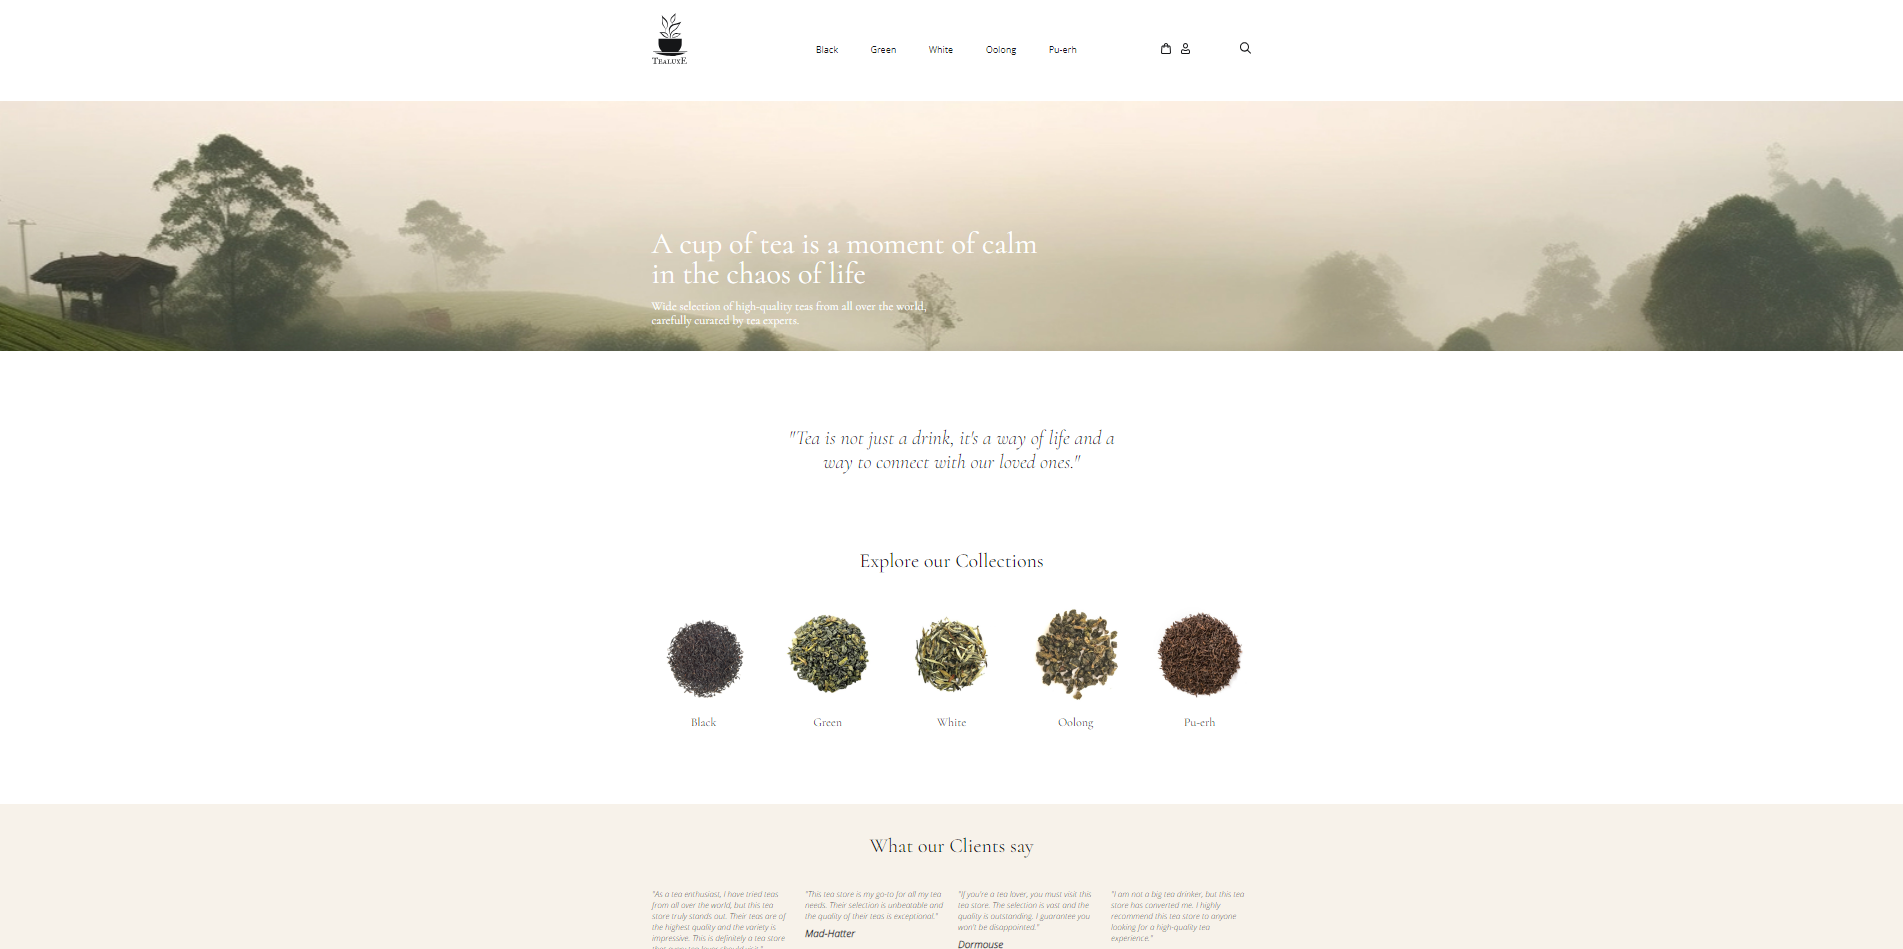 TEALUXE
Black
Green
White
Oolong
Pu-erh
A cup of tea is a moment of calm
in the chaos of life
Wide selection of high-quality teas from all over the world,
carefully curated by tea experts.
"Tea is not just a drink, it's a way of life and a
way to connect with our loved ones."
Explore our Collections
Black
Green
White
Oolong
Pu-erh
What our Clients say
"As a tea enthusiast, I have tried teas
from all over the world, but this tea
store truly stands out. Their teas are of
the highest quality and the variety is
impressive. This is definitely a tea store
that every tea lover should visit."
"This tea store is my go-to for all my tea
needs. Their selection is unbeatable and
the quality of their teas is exceptional."
Mad-Hatter
"If you're a tea lover, you must visit this
tea store. The selection is vast and the
quality is outstanding. I guarantee you
won't be disappointed."
Dormouse
"I am not a big tea drinker, but this tea
store has converted me. I highly
recommend this tea store to anyone
looking for a high-quality tea
experience."